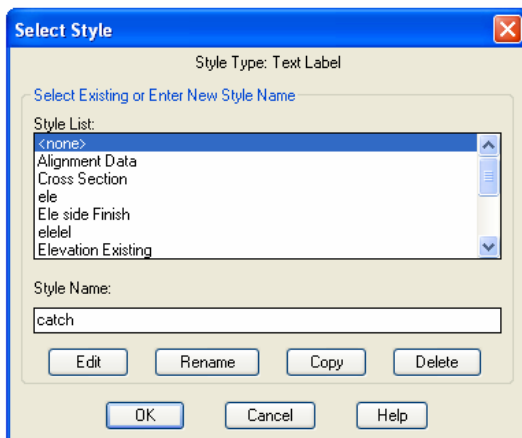 Select Style
Style Type: Text Label
Select Existing or Enter New Style Name
Style List:
<none>
Alignment Data
Cross Section
ele
Ele side Finish
elelel
Elevation Existing
Style Name:
catch
Edit Rename Copy Delete
OK Cancel Help